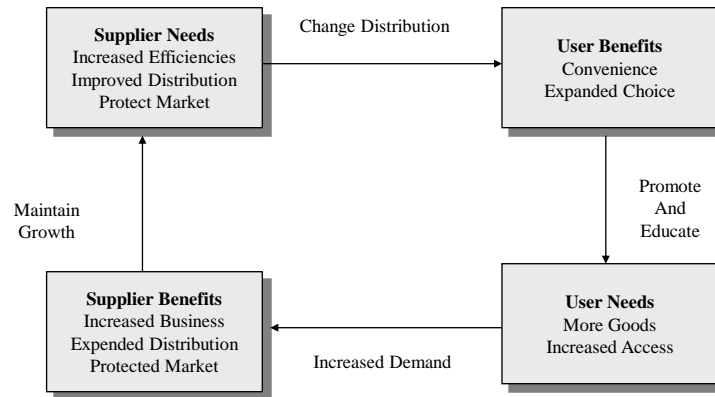 Supplier Needs
Increased Efficiencies
Improved Distribution
Protect Market
Change Distribution
User Benefits
Convenience
Expanded Choice
Promote
And
Educate
User Needs
More Goods
Increased Access
Increased Demand
Supplier Benefits
Increased Business
Expended Distribution
Protected Market
Maintain
Growth